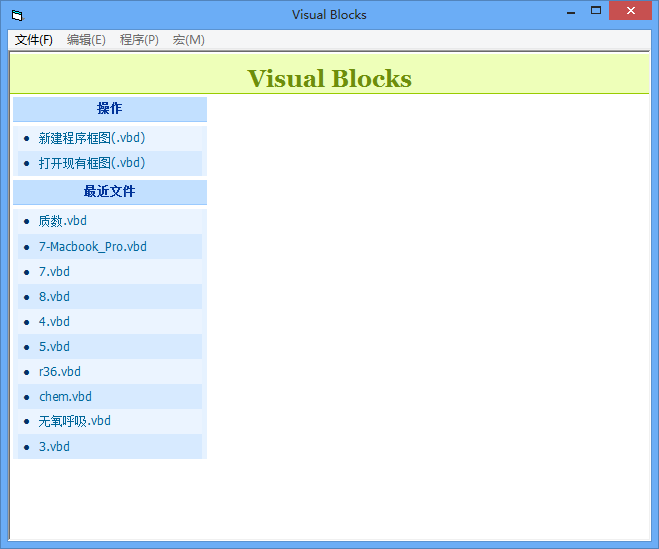 Visual Blocks
文件(F) 编辑(E) 程序(P) 宏(M)
Visual Blocks
操作
新建程序框图(.vbd)
打开现有框图(.vbd)
最近文件
质数.vbd
7-Macbook_Pro.vbd
7.vbd
8.vbd
4.vbd
5.vbd
r36.vbd
chem.vbd
无氧呼吸.vbd
3.vbd